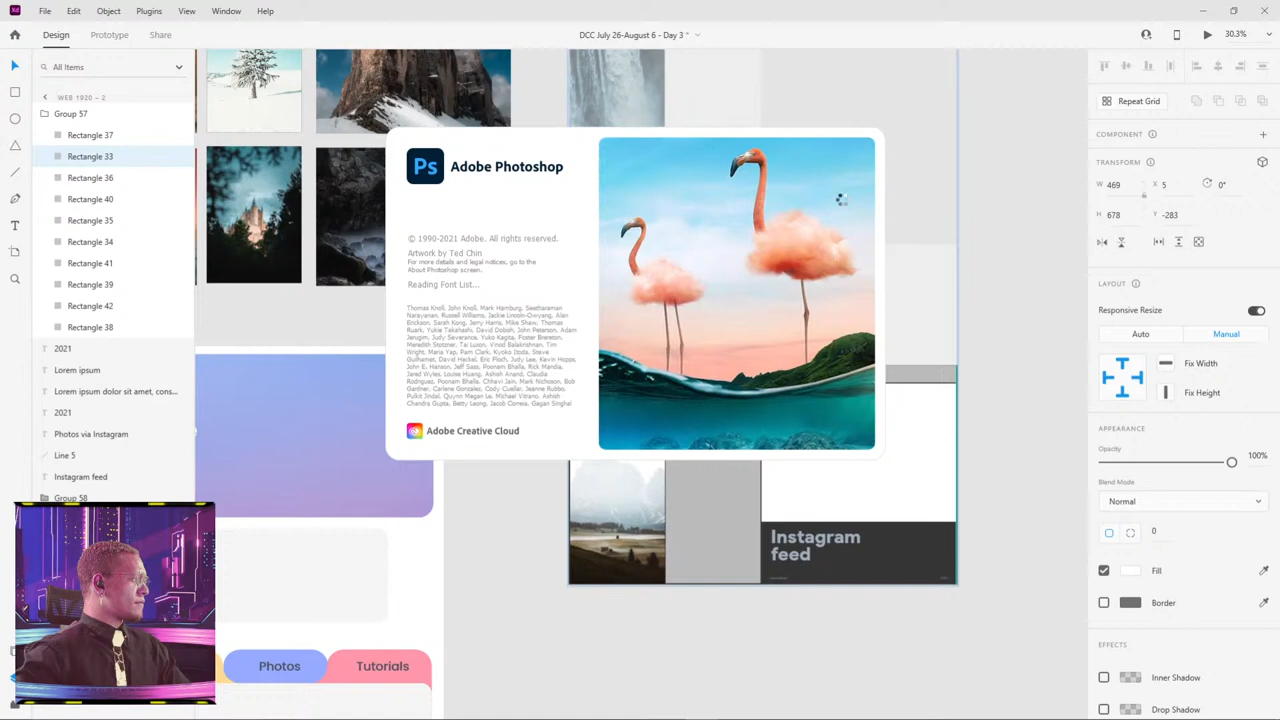 File Edit Object Plugins View Window Help
Design Prototype Share
DCC July 26-August 6 - Day 3 *
30.3%
All Items
WEB 1920 – 2
Group 57
Rectangle 37
Rectangle 33
Rectangle 36
Rectangle 40
Rectangle 35
Rectangle 34
Rectangle 41
Rectangle 39
Rectangle 42
Rectangle 38
2021
Lorem ipsum
Lorem ipsum dolor sit amet, cons...
2021
Photos via Instagram
Line 5
Instagram feed
Group 58
Ps Adobe Photoshop
© 1990-2021 Adobe. All rights reserved.
Artwork by Ted Chin
For more details and legal notices, go to the
About Photoshop screen.
Reading Font List...
Thomas Knoll, John Knoll, Mark Hamburg, Seetharaman
Narayanan, Russell Williams, Jackie Lincoln-Owyang, Alan
Erickson, Sarah Kong, Jerry Harris, Mike Shaw, Thomas
Ruark, Yukie Takahashi, David Dobish, John Peterson, Adam
Jerugim, Judy Severance, Yuko Kagita, Foster Brereton,
Meredith Stotzner, Tai Luxon, Vinod Balakrishnan, Tim
Wright, Maria Yap, Pam Clark, Kyoko Itoda, Steve
Guilhamet, David Hackel, Eric Floch, Judy Lee, Kevin Hopps,
John E. Hanson, Jeff Sass, Poonam Bhalla, Rick Mandia,
Jared Wyles, Louise Huang, Ashish Anand, Claudia
Rodriguez, Poonam Bhalla, Chhavi Jain, Mark Nichoson, Bob
Gardner, Carlene Gonzalez, Cody Cuellar, Jeanne Rubbo,
Pulkit Jindal, Quynn Megan Le, Michael Vitrano, Ashish
Chandra Gupta, Betty Leong, Jacob Correia, Gagan Singhal
Adobe Creative Cloud
Instagram
feed
Photos Tutorials
Repeat Grid
COMPONENT
TRANSFORM
W 469 X 5 0°
H 678 Y -283
LAYOUT
Responsive Resize
Auto Manual
Fix Width
Fix Height
APPEARANCE
Opacity
100%
Blend Mode
Normal
0
Fill
Border
EFFECTS
Inner Shadow
Drop Shadow